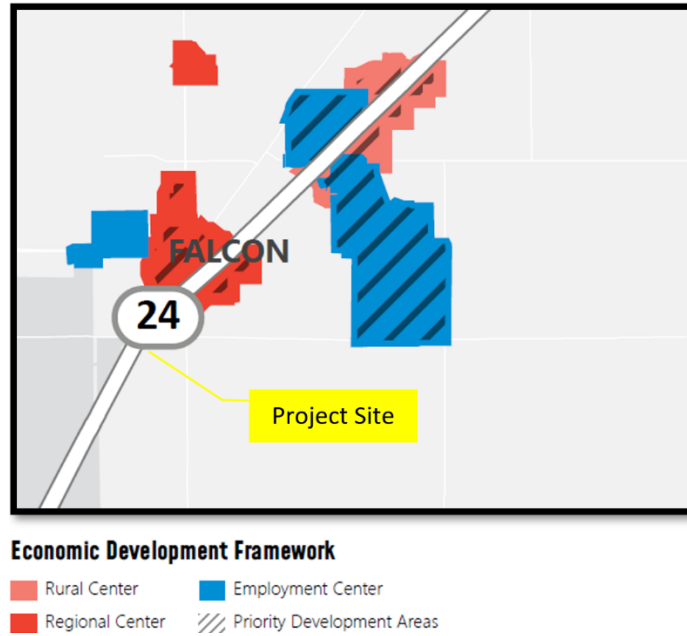 FALCON
24
Project Site
Economic Development Framework
Rural Center
Employment Center
Regional Center
Priority Development Areas